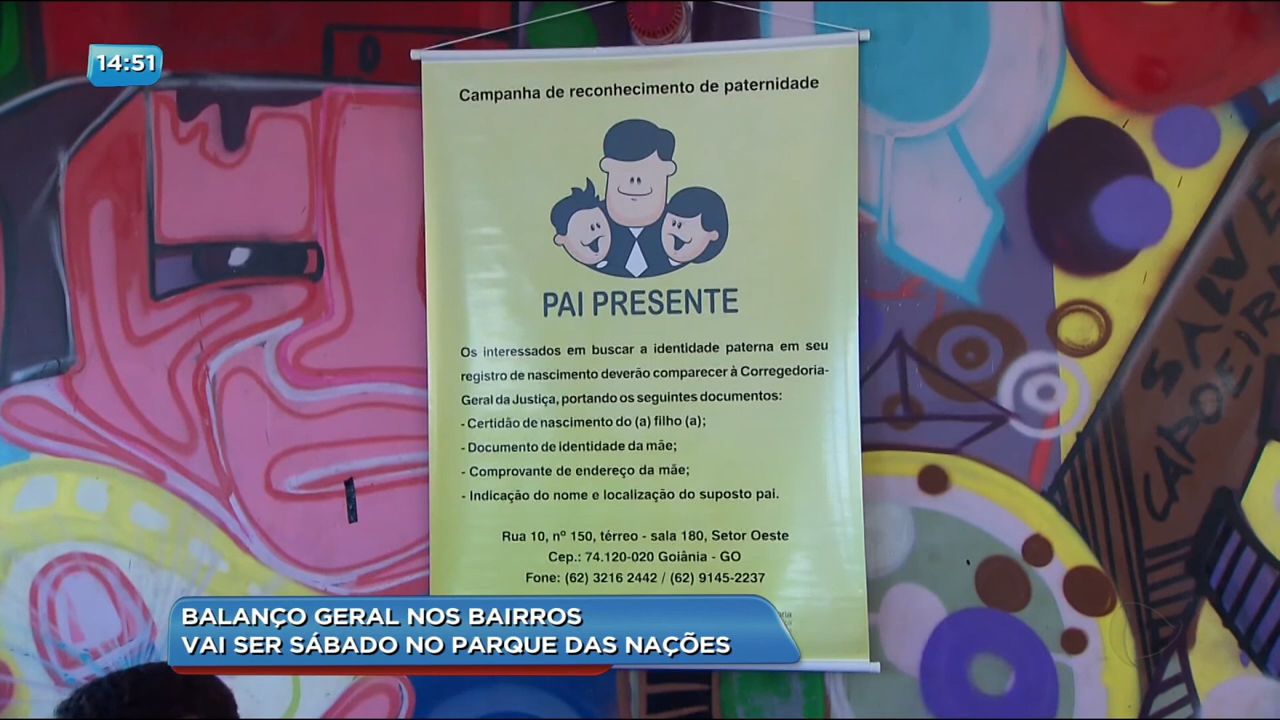 14:51
Campanha de reconhecimento de paternidade
PAI PRESENTE
Os interessados em buscar a identidade paterna em seu
registro de nascimento deverão comparecer à Corregedoria-
Geral da Justiça, portando os seguintes documentos:
- Certidão de nascimento do (a) filho (a);
- Documento de identidade da mãe;
- Comprovante de endereço da mãe;
- Indicação do nome e localização do suposto pai.
Rua 10, nº 150, térreo - sala 180, Setor Oeste
Cep.: 74.120-020 Goiânia - GO
Fone: (62) 3216 2442 / (62) 9145-2237
SALVE
CAPOEIRA
BALANÇO GERAL NOS BAIRROS
VAI SER SÁBADO NO PARQUE DAS NAÇÕES